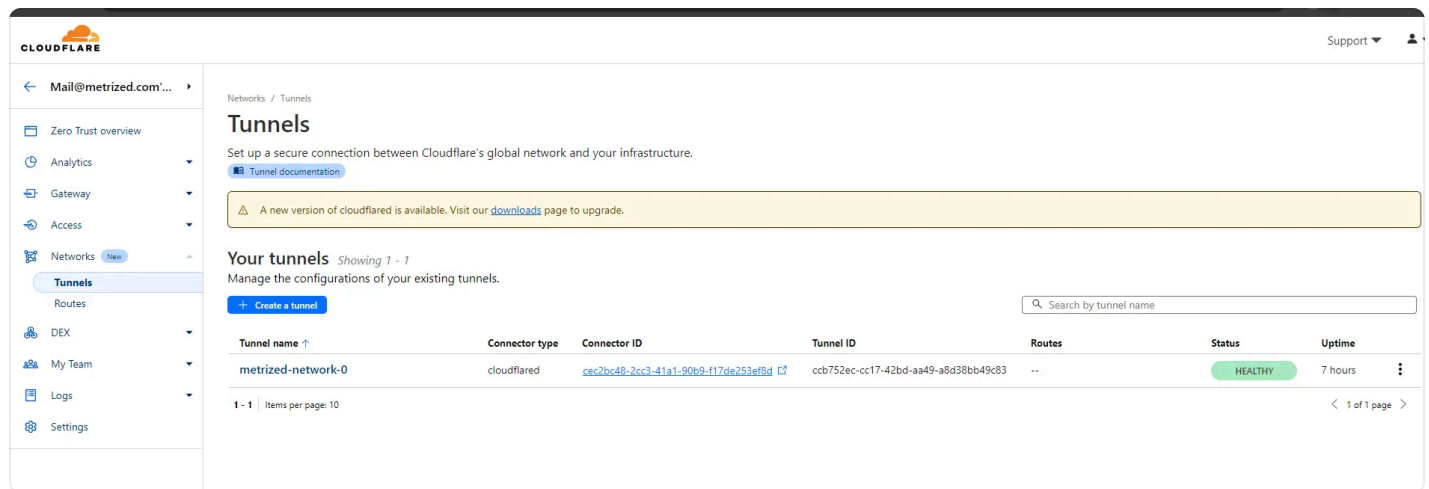 CLOUDFLARE
Support
Mail@metrized.com'...
Zero Trust overview
Analytics
Gateway
Access
Networks New
Tunnels
Routes
DEX
My Team
Logs
Settings
Networks / Tunnels
Tunnels
Set up a secure connection between Cloudflare's global network and your infrastructure.
Tunnel documentation
A new version of cloudflared is available. Visit our downloads page to upgrade.
Your tunnels Showing 1 - 1
Manage the configurations of your existing tunnels.
+ Create a tunnel
Search by tunnel name
Tunnel name ↑ Connector type Connector ID Tunnel ID Routes Status Uptime
metrized-network-0 cloudflared cec2bc48-2cc3-41a1-90b9-f17de253ef8d ccb752ec-cc17-42bd-aa49-a8d38bb49c83 -- HEALTHY 7 hours
1 - 1 Items per page: 10 1 of 1 page